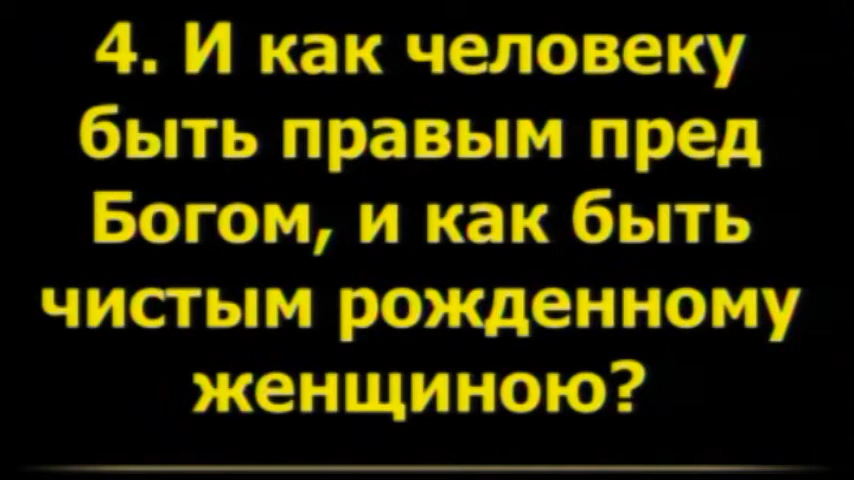 4. И как человеку
быть правым пред
Богом, и как быть
чистым рожденному
женщиною?